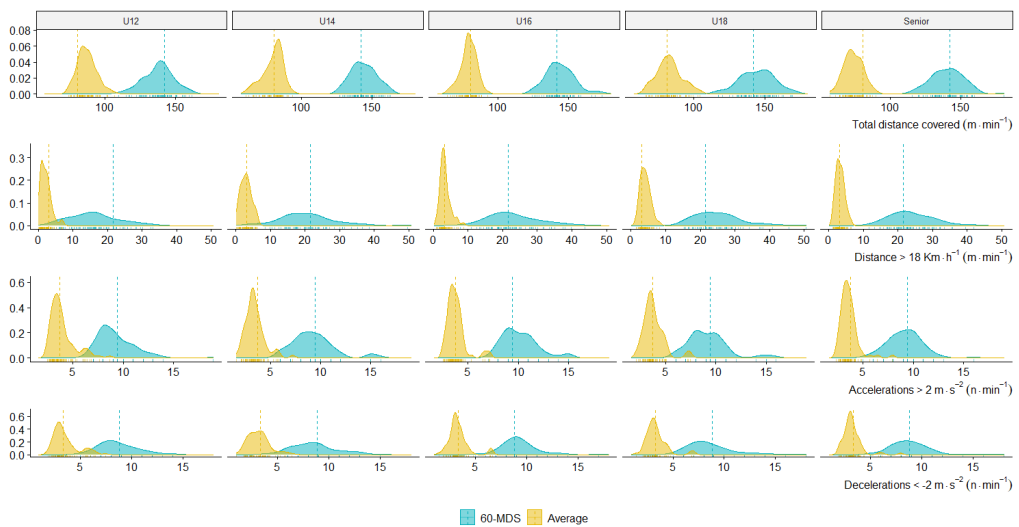 U12 U14 U16 U18 Senior
0.08
0.06
0.04
0.02
0.00
100 150 100 150 100 150 100 150 100 150
Total distance covered (m·min⁻¹)
0.3
0.2
0.1
0.0
0 10 20 30 40 50 0 10 20 30 40 50 0 10 20 30 40 50 0 10 20 30 40 50 0 10 20 30 40 50
Distance > 18 Km·h⁻¹ (m·min⁻¹)
0.6
0.4
0.2
0.0
5 10 15 5 10 15 5 10 15 5 10 15 5 10 15
Accelerations > 2 m·s⁻² (n·min⁻¹)
0.6
0.4
0.2
0.0
5 10 15 5 10 15 5 10 15 5 10 15 5 10 15
Decelerations < -2 m·s⁻² (n·min⁻¹)
60-MDS Average